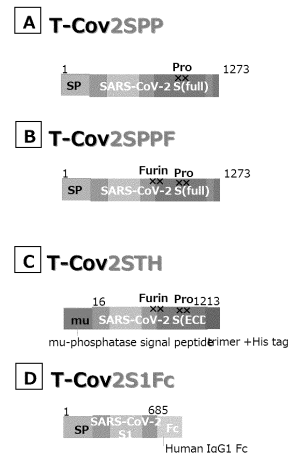 A T-Cov2SPP
Pro
1 1273
×× 
SP SARS-CoV-2 S(full)
B T-Cov2SPPF
Furin Pro
1 1273
×× ××
SP SARS-CoV-2 S(full)
C T-Cov2STH
Furin Pro
16 1213
×× ××
mu SARS-CoV-2 S(ECD
mu-phosphatase signal peptide trimer +His tag
D T-Cov2S1Fc
1 685
SARS-CoV-2
SP S1 Fc
Human IgG1 Fc